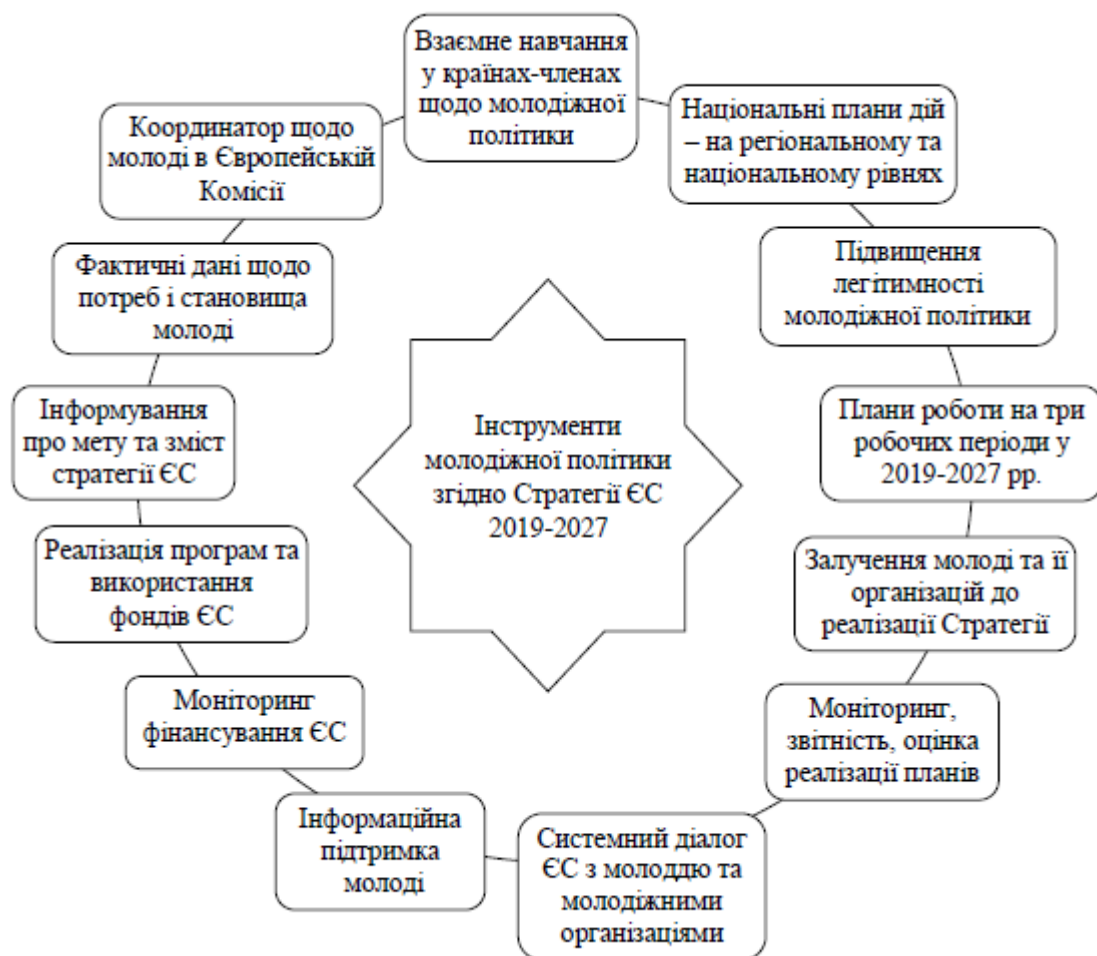 Взаємне навчання
у країнах-членах
щодо молодіжної
політики
Національні плани дій
– на регіональному та
національному рівнях
Підвищення
легітимності
молодіжної політики
Плани роботи на три
робочих періоди у
2019-2027 рр.
Залучення молоді та її
організацій до
реалізації Стратегії
Моніторинг,
звітність, оцінка
реалізації планів
Системний діалог
ЄС з молоддю та
молодіжними
організаціями
Інформаційна
підтримка
молоді
Моніторинг
фінансування ЄС
Реалізація програм та
використання
фондів ЄС
Інформування
про мету та зміст
стратегії ЄС
Фактичні дані щодо
потреб і становища
молоді
Координатор щодо
молоді в Європейській
Комісії
Інструменти
молодіжної політики
згідно Стратегії ЄС
2019-2027